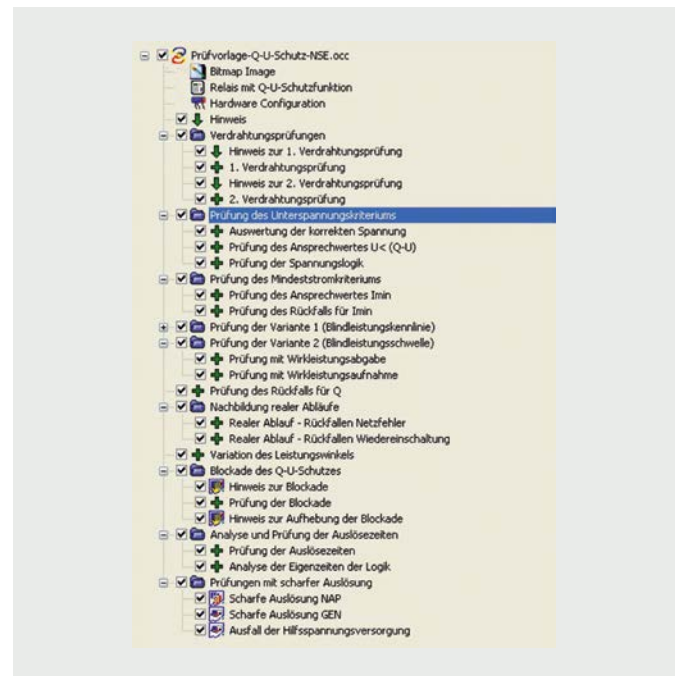 Prüfvorlage-Q-U-Schutz-NSE.occ
Bitmap Image
Relais mit Q-U-Schutzfunktion
Hardware Configuration
Hinweis
Verdrahtungsprüfungen
Hinweis zur 1. Verdrahtungsprüfung
1. Verdrahtungsprüfung
Hinweis zur 2. Verdrahtungsprüfung
2. Verdrahtungsprüfung
Prüfung des Unterspannungskriteriums
Auswertung der korrekten Spannung
Prüfung des Ansprechwertes U< (Q-U)
Prüfung der Spannungslogik
Prüfung des Mindeststromkriteriums
Prüfung des Ansprechwertes Imin
Prüfung des Rückfalls für Imin
Prüfung der Variante 1 (Blindleistungskennlinie)
Prüfung der Variante 2 (Blindleistungsschwelle)
Prüfung mit Wirkleistungsabgabe
Prüfung mit Wirkleistungsaufnahme
Prüfung des Rückfalls für Q
Nachbildung realer Abläufe
Realer Ablauf - Rückfallen Netzfehler
Realer Ablauf - Rückfallen Wiedereinschaltung
Variation des Leistungswinkels
Blockade des Q-U-Schutzes
Hinweis zur Blockade
Prüfung der Blockade
Hinweis zur Aufhebung der Blockade
Analyse und Prüfung der Auslösezeiten
Prüfung der Auslösezeiten
Analyse der Eigenzeiten der Logik
Prüfungen mit scharfer Auslösung
Scharfe Auslösung NAP
Scharfe Auslösung GEN
Ausfall der Hilfsspannungsversorgung